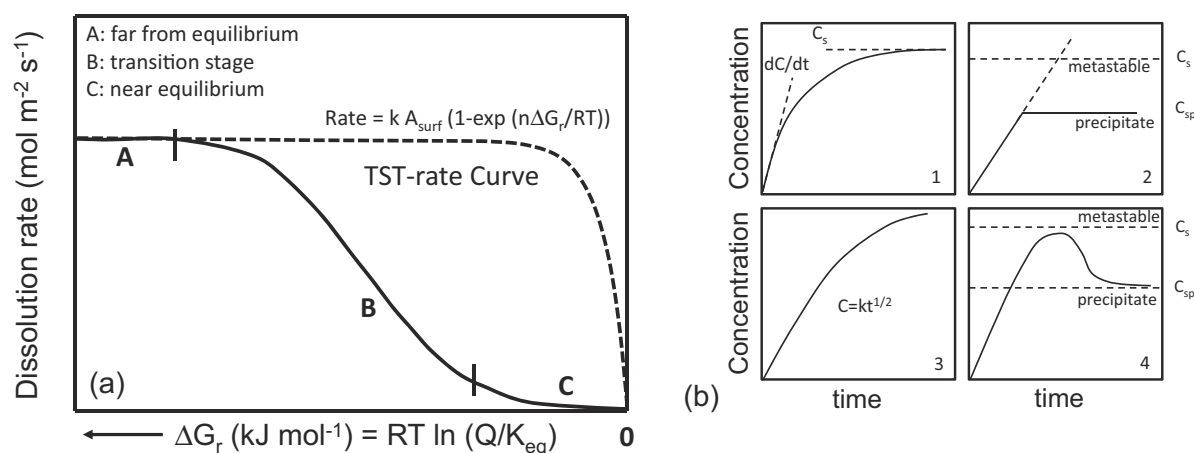 A: far from equilibrium
B: transition stage
C: near equilibrium
Rate = k A_surf (1-exp (nΔG_r/RT))
TST-rate Curve
A
B
C
(a)
Dissolution rate (mol m⁻² s⁻¹)
ΔG_r (kJ mol⁻¹) = RT ln (Q/K_eq)
0
(b)
Concentration
C_s
dC/dt
1
C_s
metastable
C_sp
precipitate
2
Concentration
C=kt^1/2
3
time
metastable
C_s
C_sp
precipitate
4
time